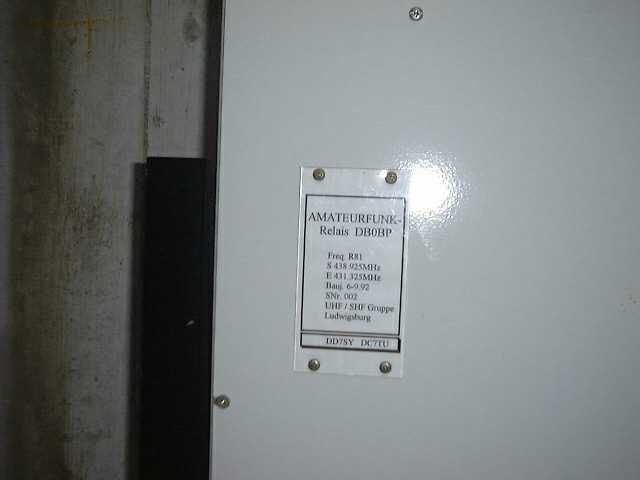 AMATEURFUNK-
Relais DB0BP
Freq. R81
S 438.925MHz
E 431.325MHz
Bauj. 6-9.92
SNr. 002
UHF / SHF Gruppe
Ludwigsburg
DD7SY DC7TU